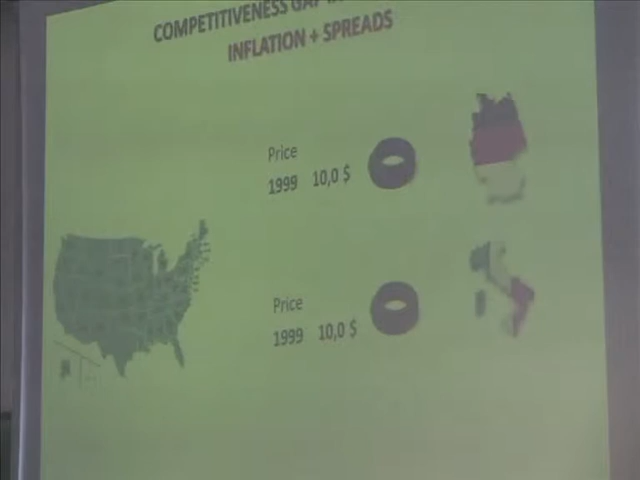 COMPETITIVENESS GAP
INFLATION + SPREADS
Price
1999 10,0 $
Price
1999 10,0 $